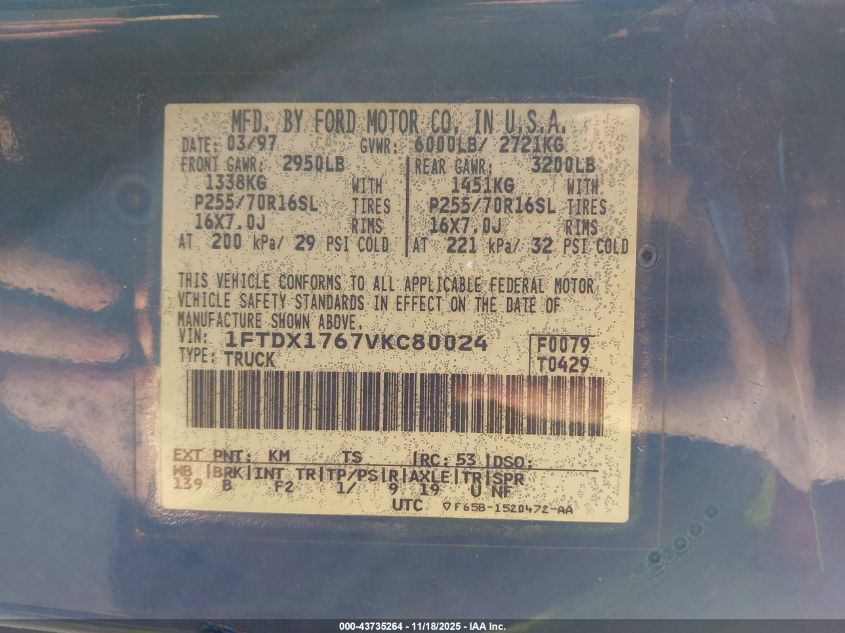 MFD. BY FORD MOTOR CO. IN U.S.A.
DATE: 03/97 GVWR: 6000LB/ 2721KG
FRONT GAWR: 2950LB REAR GAWR: 3200LB
1338KG WITH 1451KG WITH
P255/70R16SL TIRES P255/70R16SL TIRES
16X7.0J RIMS 16X7.0J RIMS
AT 200 kPa/ 29 PSI COLD AT 221 kPa/ 32 PSI COLD
THIS VEHICLE CONFORMS TO ALL APPLICABLE FEDERAL MOTOR
VEHICLE SAFETY STANDARDS IN EFFECT ON THE DATE OF
MANUFACTURE SHOWN ABOVE.
VIN: 1FTDX1767VKC80024 F0079
TYPE: TRUCK T0429
EXT PNT: KM TS RC: 53 DSO:
WB BRK INT TR TP/PS R AXLE TR SPR
139 B F2 1/ 9 19 U NF
UTC ▽F65B-1520472-AA
000-43735264 - 11/18/2025 - IAA Inc.